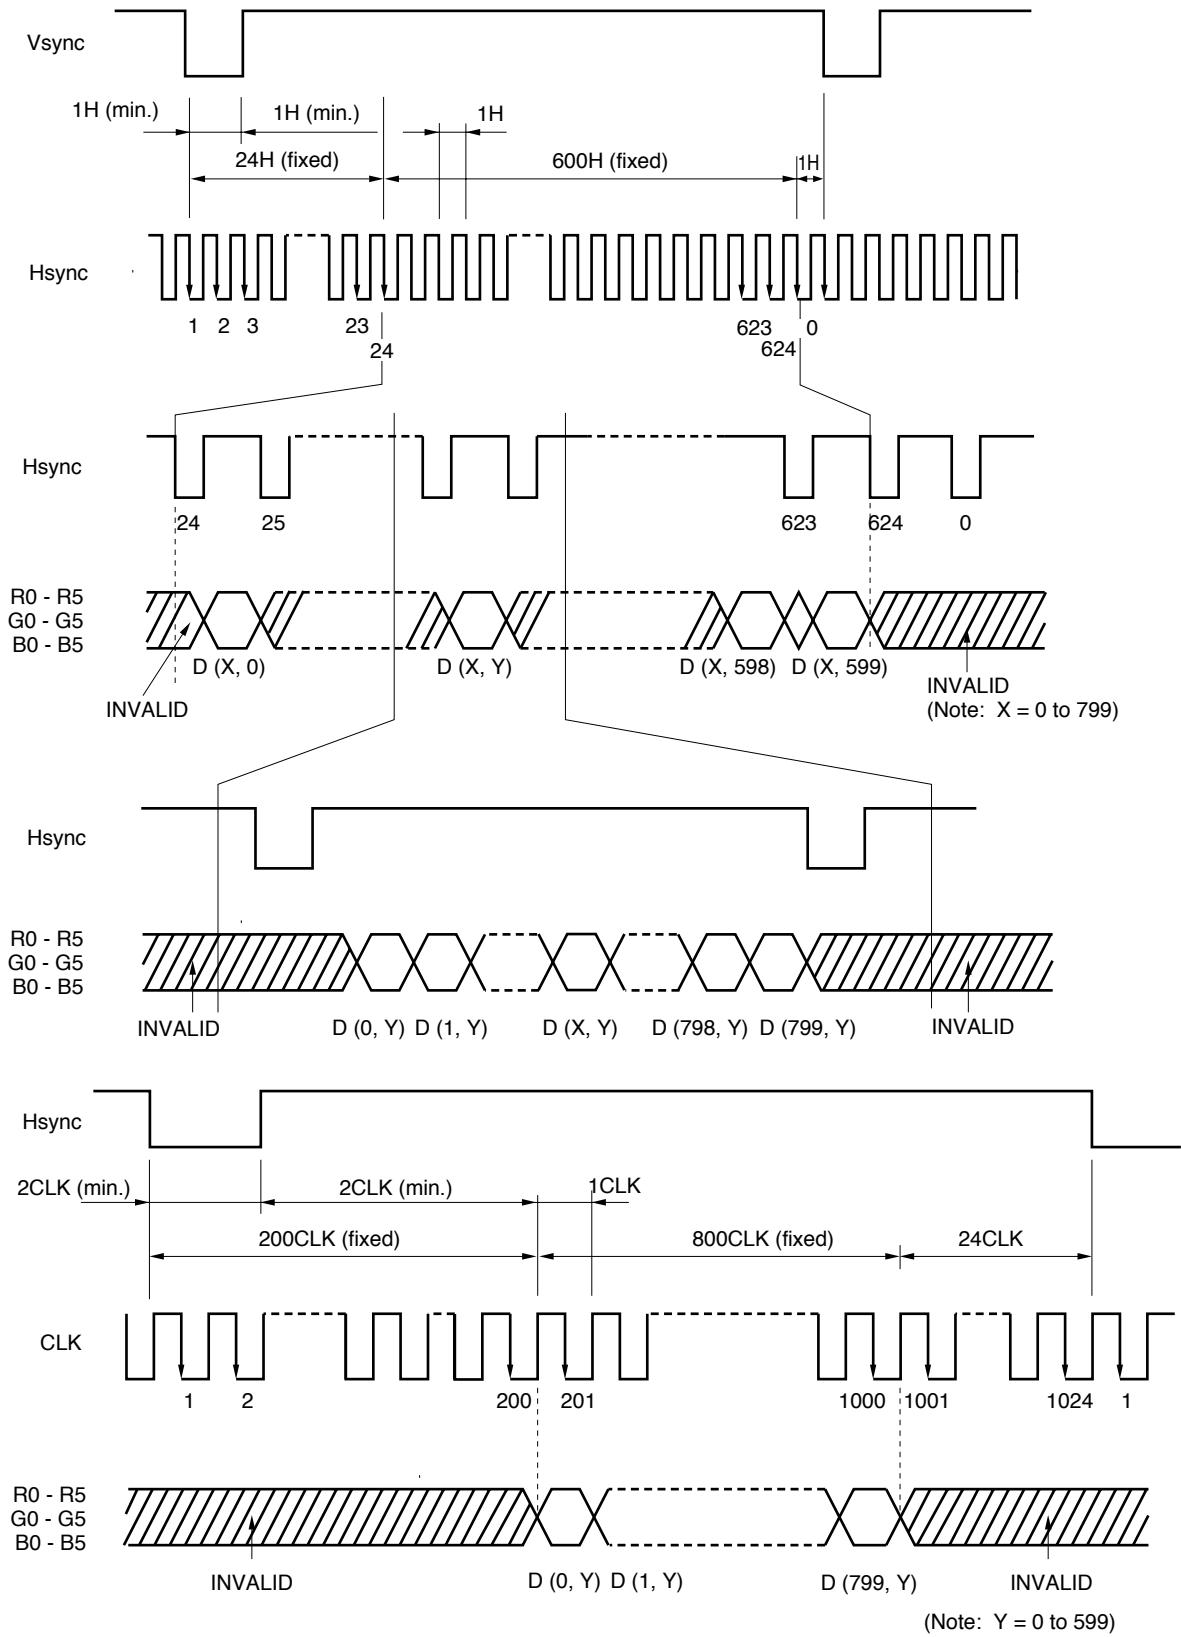 Vsync
1H (min.) 1H (min.) 1H
24H (fixed) 600H (fixed) 1H
Hsync
1 2 3 23 623 0
24 624
Hsync
24 25 623 624 0
R0 - R5
G0 - G5
B0 - B5
D (X, 0) D (X, Y) D (X, 598) D (X, 599)
INVALID
INVALID
(Note: X = 0 to 799)
Hsync
R0 - R5
G0 - G5
B0 - B5
INVALID D (0, Y) D (1, Y) D (X, Y) D (798, Y) D (799, Y) INVALID
Hsync
2CLK (min.) 2CLK (min.) 1CLK
200CLK (fixed) 800CLK (fixed) 24CLK
CLK
1 2 200 201 1000 1001 1024 1
R0 - R5
G0 - G5
B0 - B5
INVALID D (0, Y) D (1, Y) D (799, Y) INVALID
(Note: Y = 0 to 599)